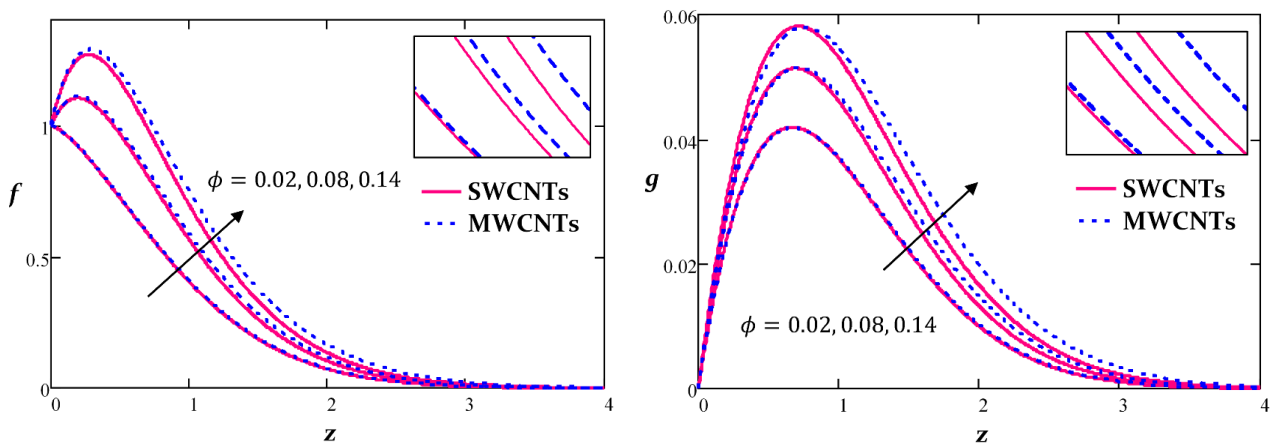 1
0.5
0
f
0 1 2 3 4
z
ϕ = 0.02, 0.08, 0.14
SWCNTs
MWCNTs
0.06
0.04
0.02
0
g
0 1 2 3 4
z
SWCNTs
MWCNTs
ϕ = 0.02, 0.08, 0.14